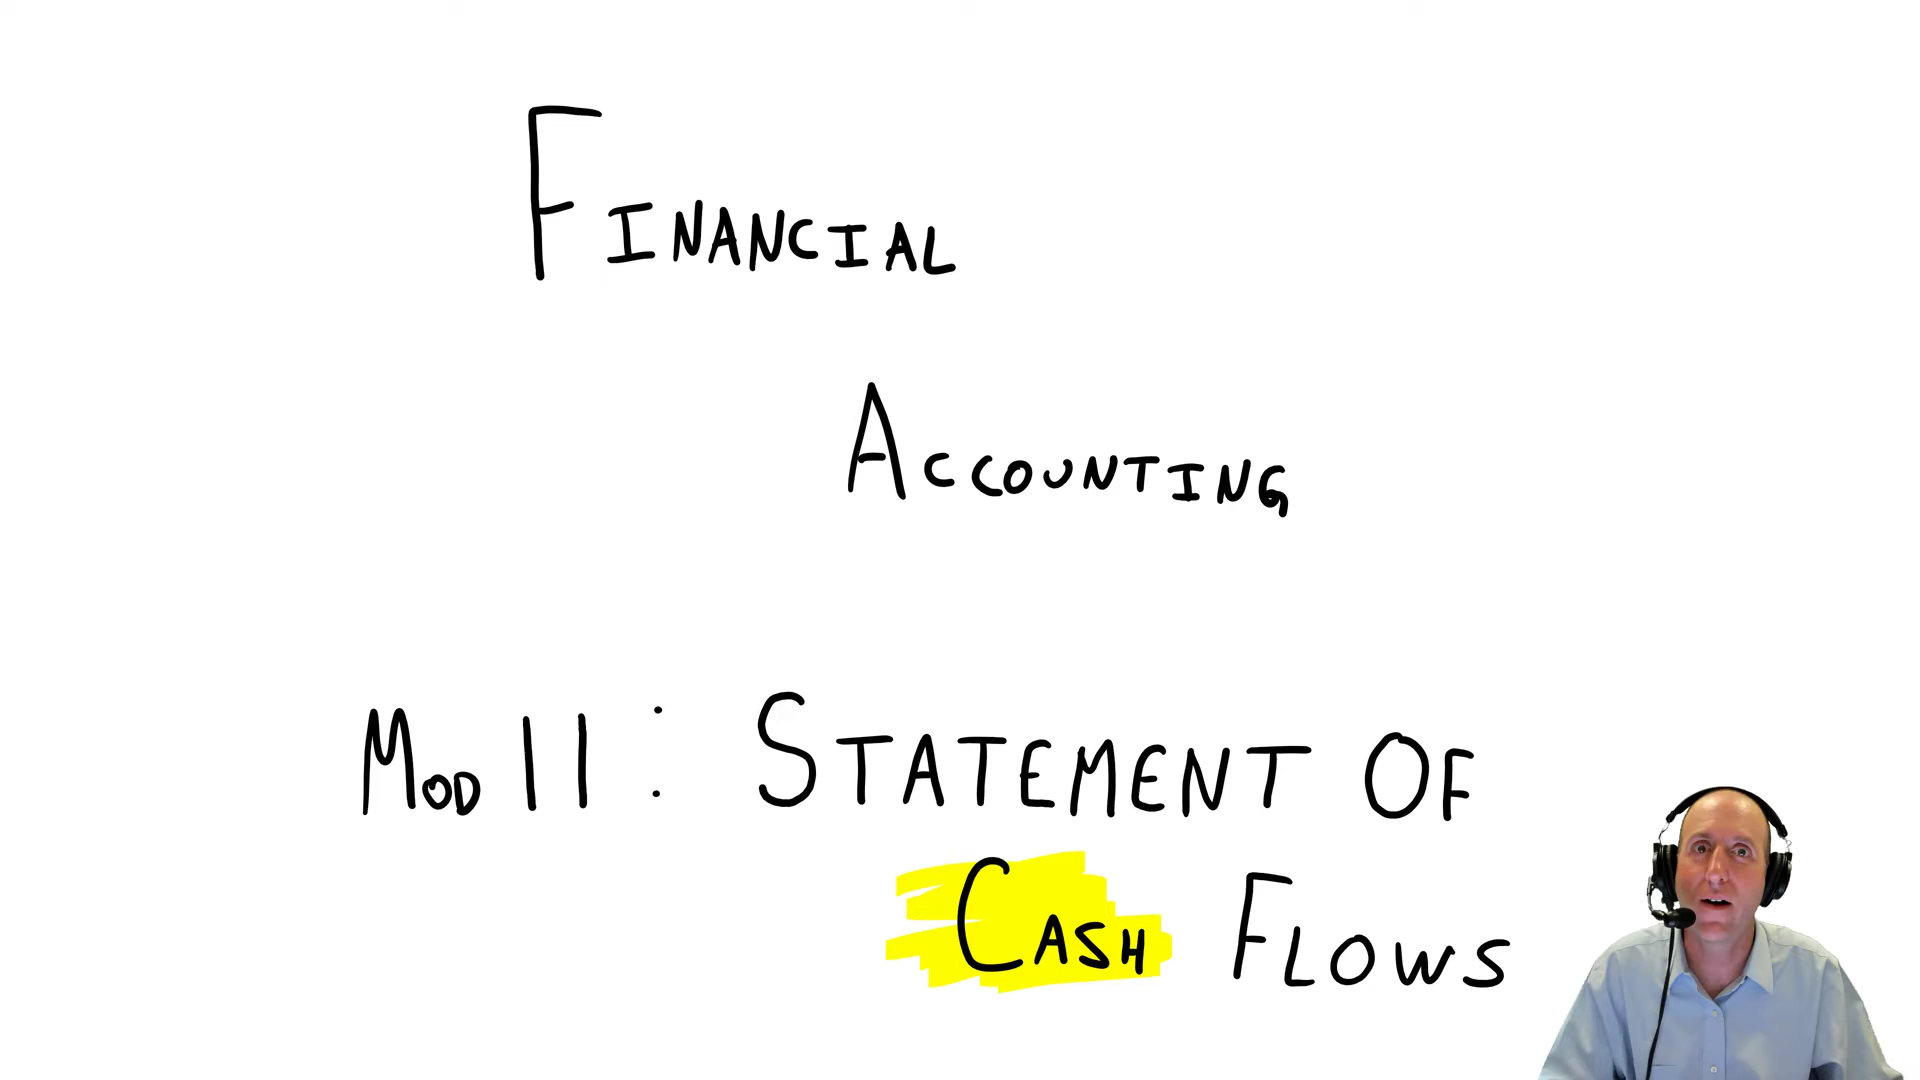 FINANCIAL
ACCOUNTING
MOD 11: STATEMENT OF
CASH FLOWS